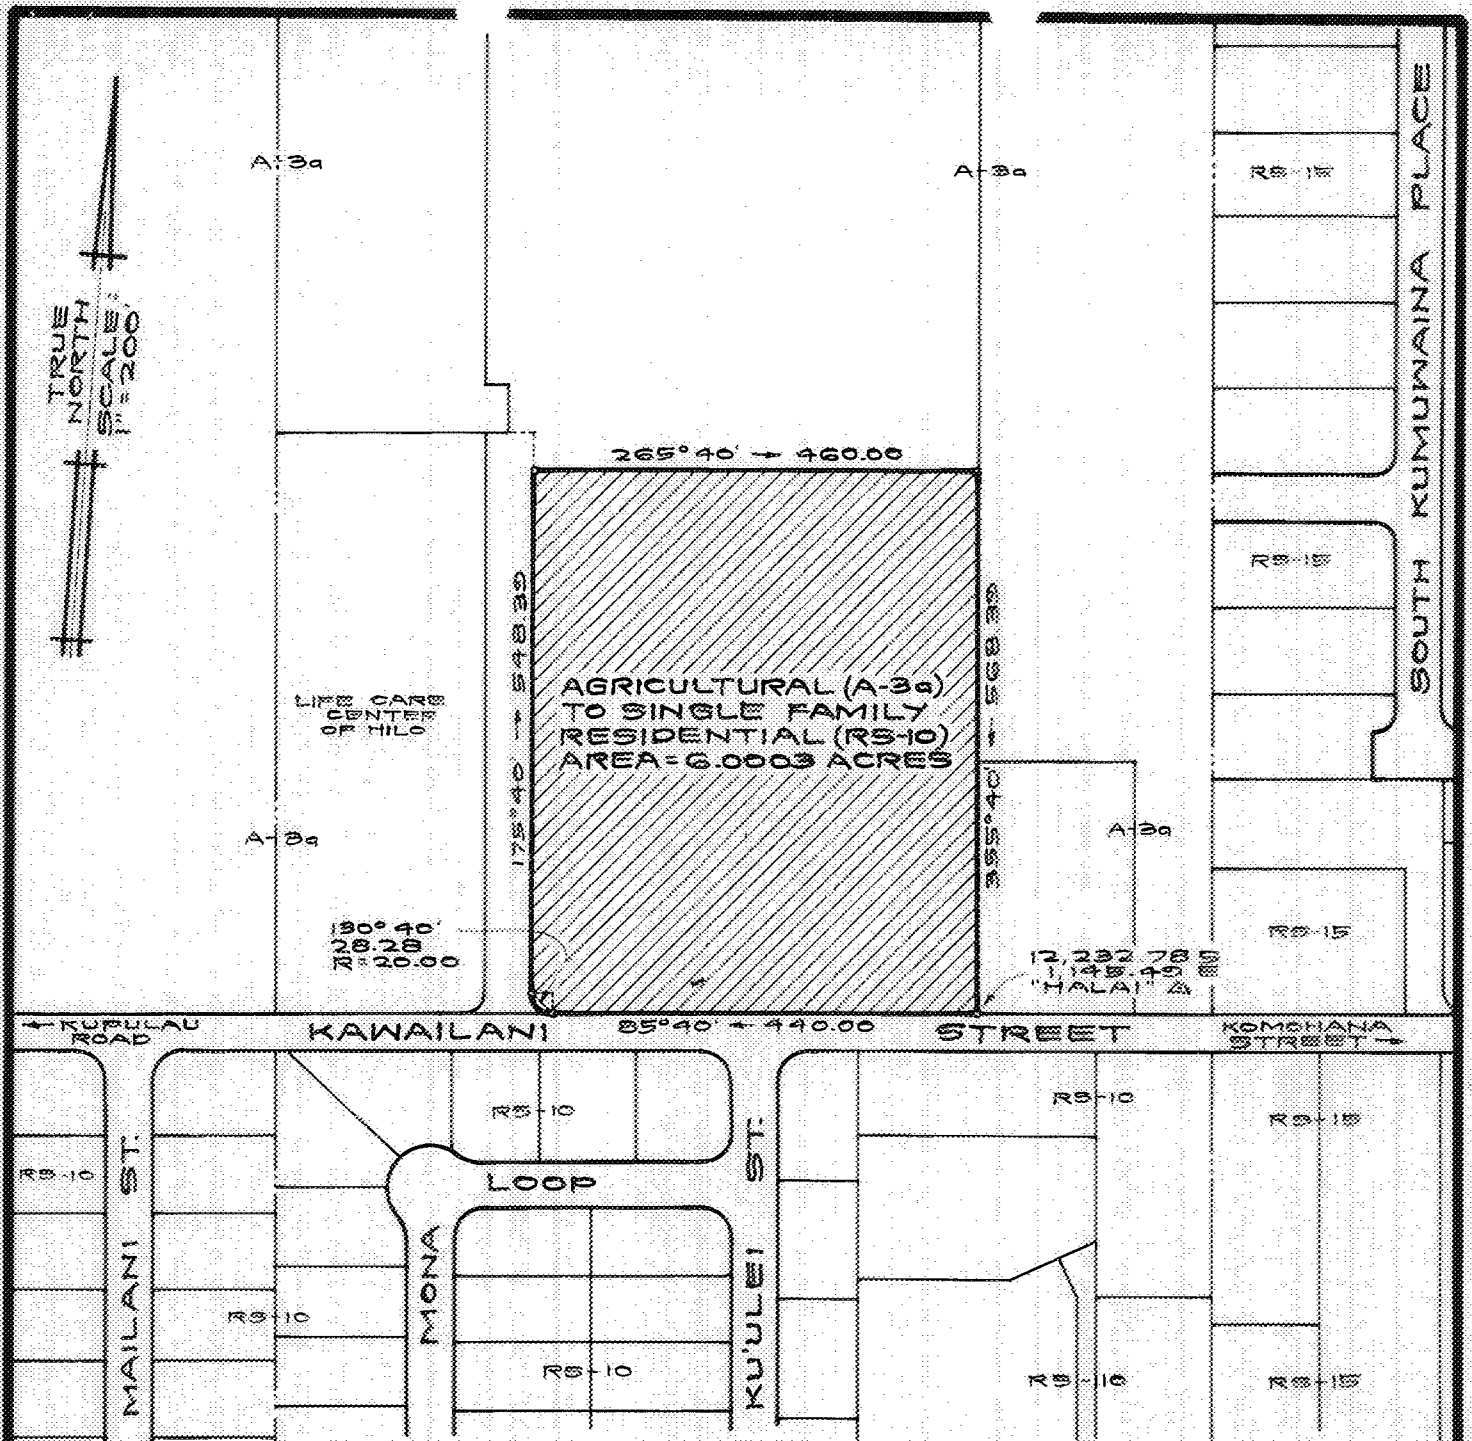 A-3a
A-3a
RS-15
SOUTH KUMUWAINA PLACE
TRUE
NORTH
SCALE:
1"=200'
265°40' → 460.00
RS-15
175°40' → 548.39
355°40' ← 568.39
LIFE CARE
CENTER
OF HILO
AGRICULTURAL (A-3a)
TO SINGLE FAMILY
RESIDENTIAL (RS-10)
AREA=6.0003 ACRES
A-3a
A-3a
130°40'
28.28
R=20.00
RS-15
12,232.78 S
1,145.49 E
"HALAI" △
← KUPULAU
ROAD
KAWAILANI
85°40' ← 440.00
STREET
KOMOHANA
STREET →
RS-10
RS-10
RS-15
RS-10
MAILANI ST.
LOOP
MONA
KU'ULEI ST.
RS-10
RS-10
RS-10
RS-15